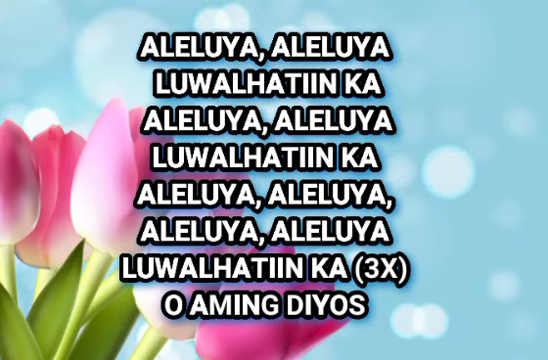 ALELUYA, ALELUYA
LUWALHATIIN KA
ALELUYA, ALELUYA
LUWALHATIIN KA
ALELUYA, ALELUYA,
ALELUYA, ALELUYA
LUWALHATIIN KA (3X)
O AMING DIYOS